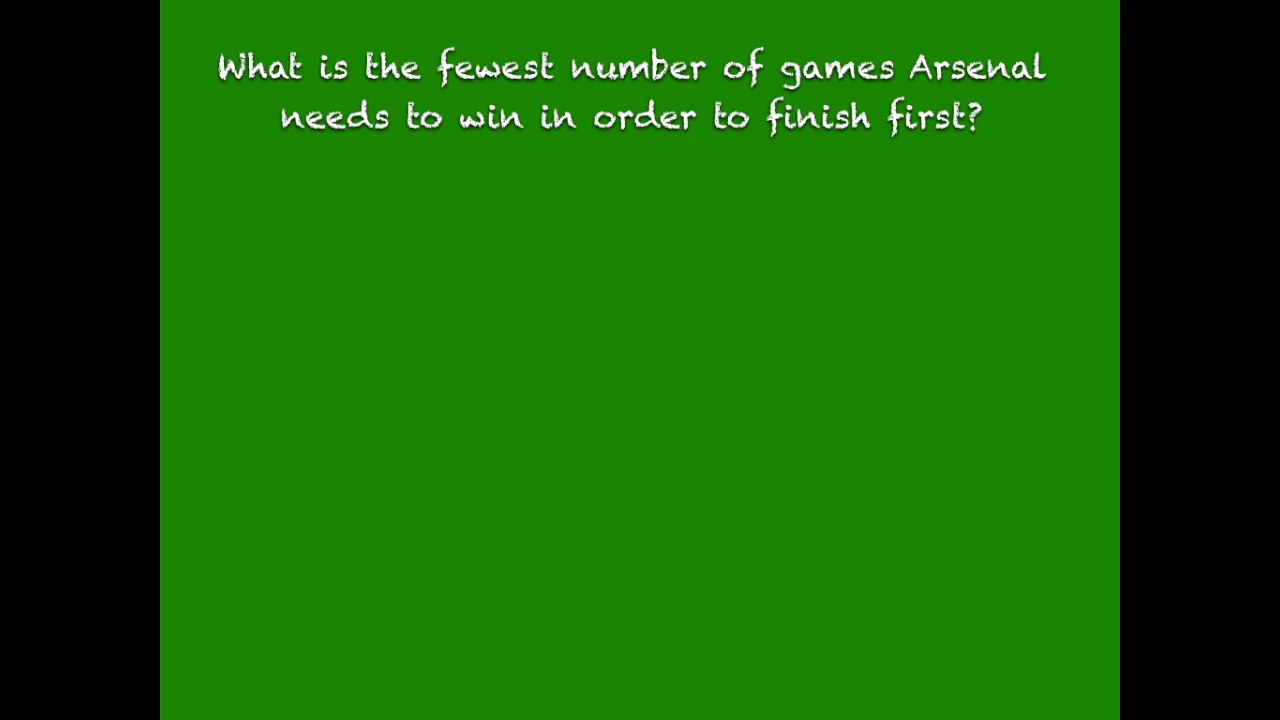 What is the fewest number of games Arsenal
needs to win in order to finish first?